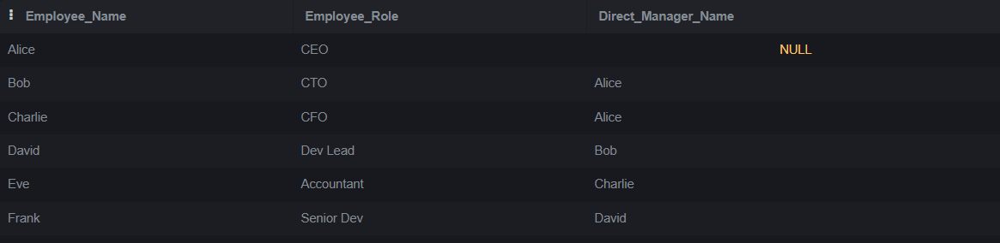 Employee_Name Employee_Role Direct_Manager_Name
Alice CEO NULL
Bob CTO Alice
Charlie CFO Alice
David Dev Lead Bob
Eve Accountant Charlie
Frank Senior Dev David